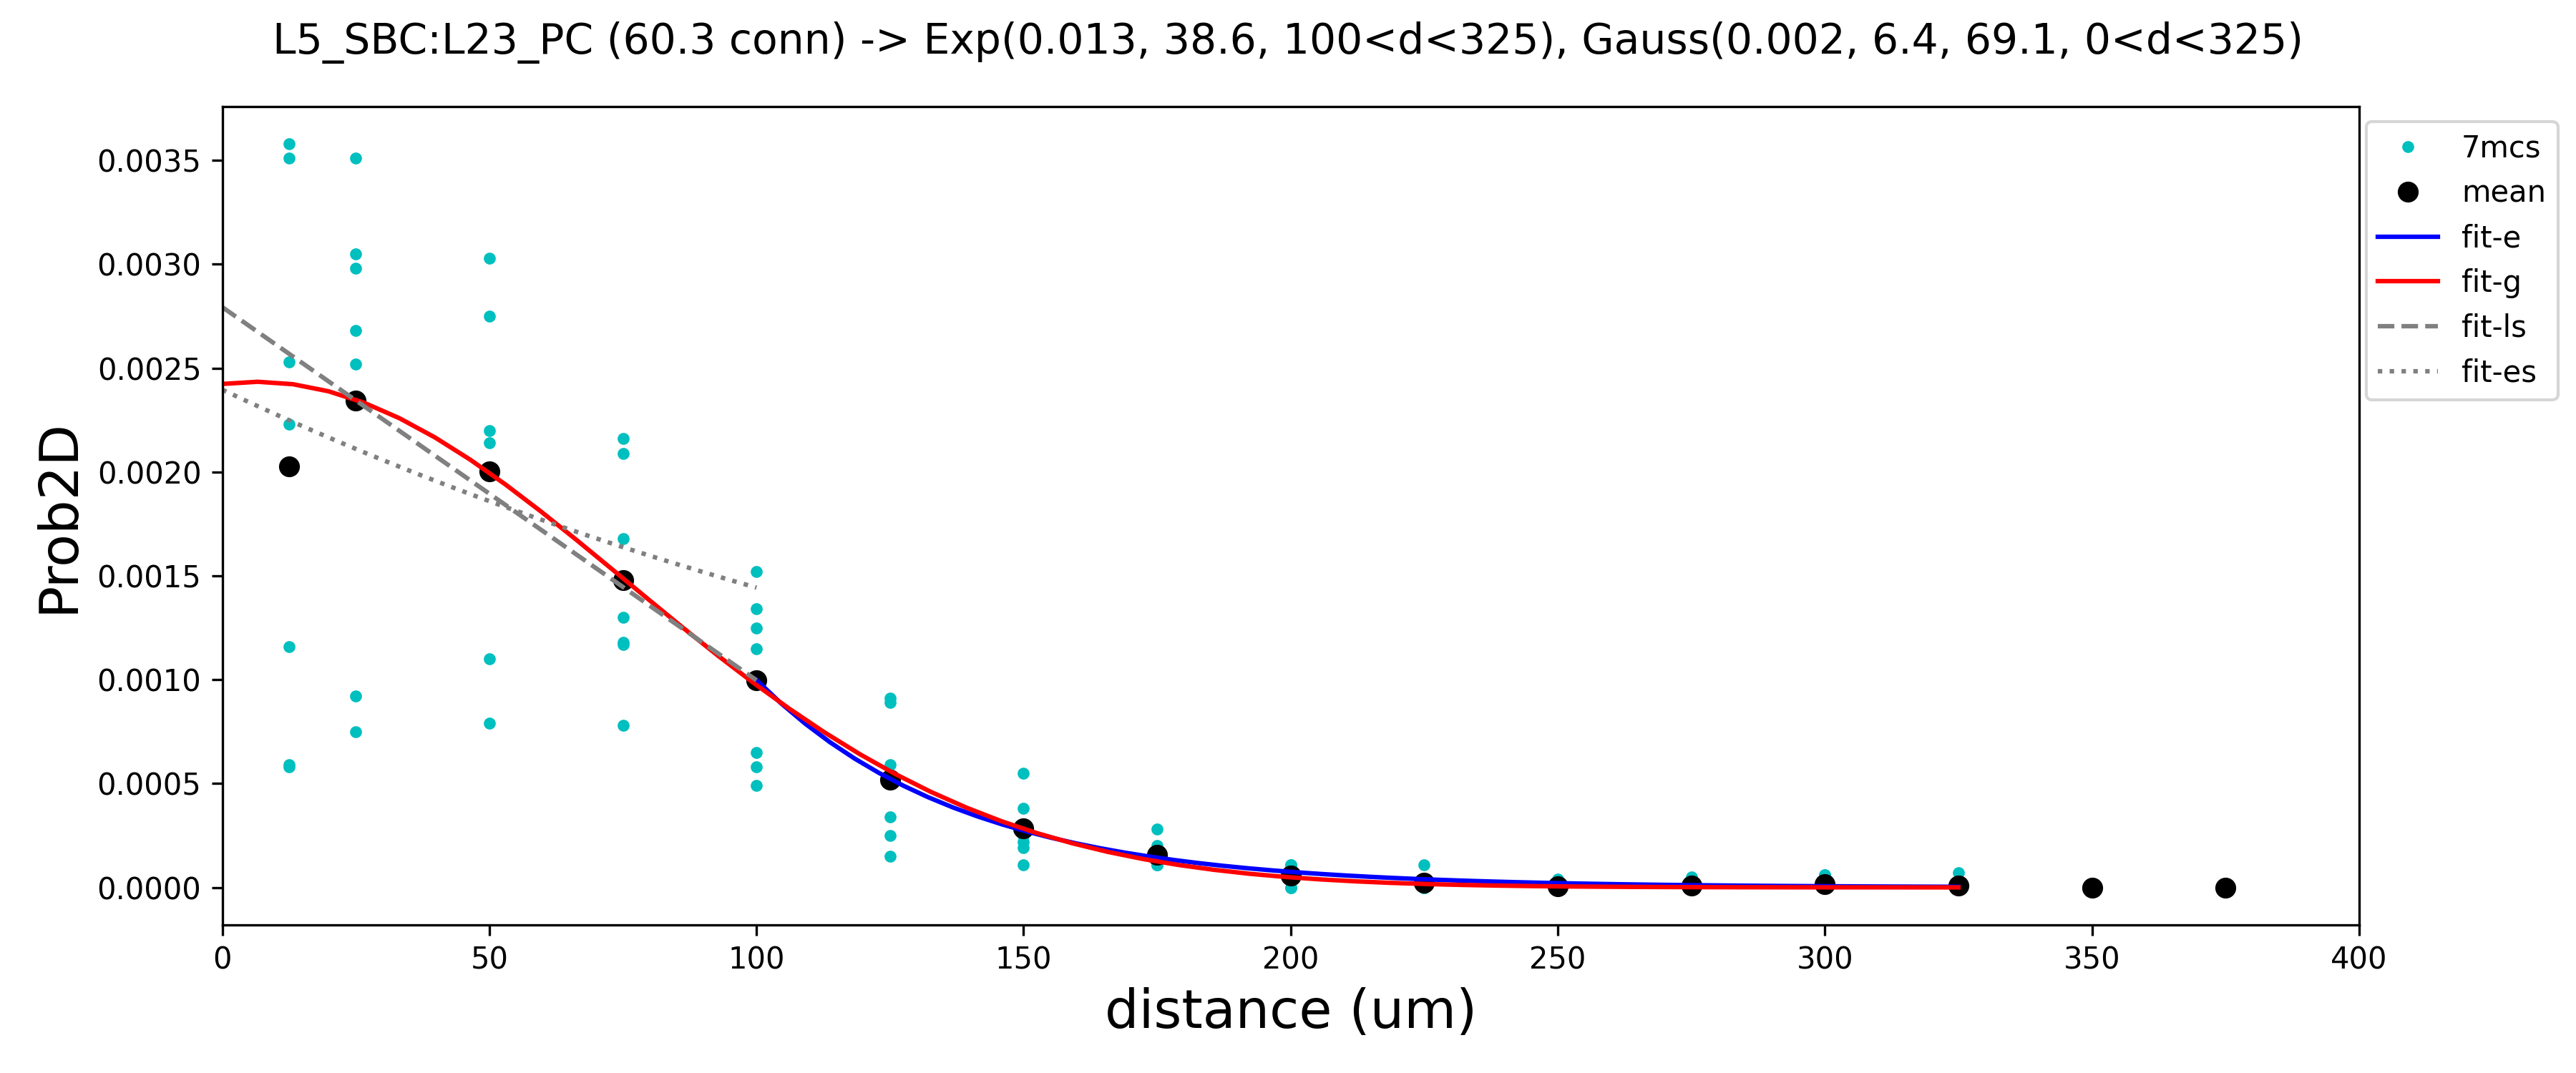 L5_SBC:L23_PC (60.3 conn) -> Exp(0.013, 38.6, 100<d<325), Gauss(0.002, 6.4, 69.1, 0<d<325)
0.0035
0.0030
0.0025
0.0020
0.0015
0.0010
0.0005
0.0000
Prob2D
0 50 100 150 200 250 300 350 400
distance (um)
7mcs
mean
fit-e
fit-g
fit-ls
fit-es